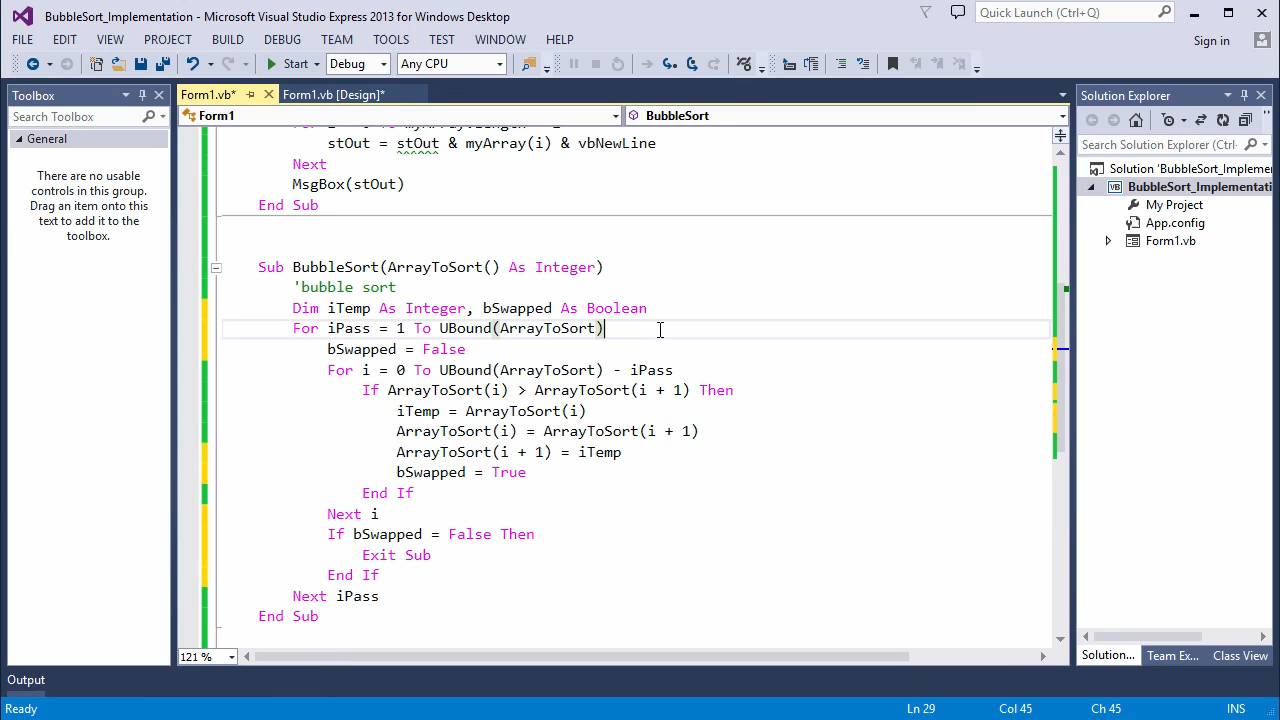 BubbleSort_Implementation - Microsoft Visual Studio Express 2013 for Windows Desktop
Quick Launch (Ctrl+Q)
FILE EDIT VIEW PROJECT BUILD DEBUG TEAM TOOLS TEST WINDOW HELP
Sign in
Start Debug Any CPU
Toolbox
Search Toolbox
General
There are no usable
controls in this group.
Drag an item onto this
text to add it to the
toolbox.
Form1.vb* Form1.vb [Design]*
Form1 BubbleSort
stOut = stOut & myArray(i) & vbNewLine
Next
MsgBox(stOut)
End Sub
Sub BubbleSort(ArrayToSort() As Integer)
'bubble sort
Dim iTemp As Integer, bSwapped As Boolean
For iPass = 1 To UBound(ArrayToSort)
bSwapped = False
For i = 0 To UBound(ArrayToSort) - iPass
If ArrayToSort(i) > ArrayToSort(i + 1) Then
iTemp = ArrayToSort(i)
ArrayToSort(i) = ArrayToSort(i + 1)
ArrayToSort(i + 1) = iTemp
bSwapped = True
End If
Next i
If bSwapped = False Then
Exit Sub
End If
Next iPass
End Sub
121 %
Solution Explorer
Search Solution Explorer (Ctrl-
Solution 'BubbleSort_Implemen
BubbleSort_Implementati
My Project
App.config
Form1.vb
Solution... Team Ex... Class View
Output
Ready Ln 29 Col 45 Ch 45 INS